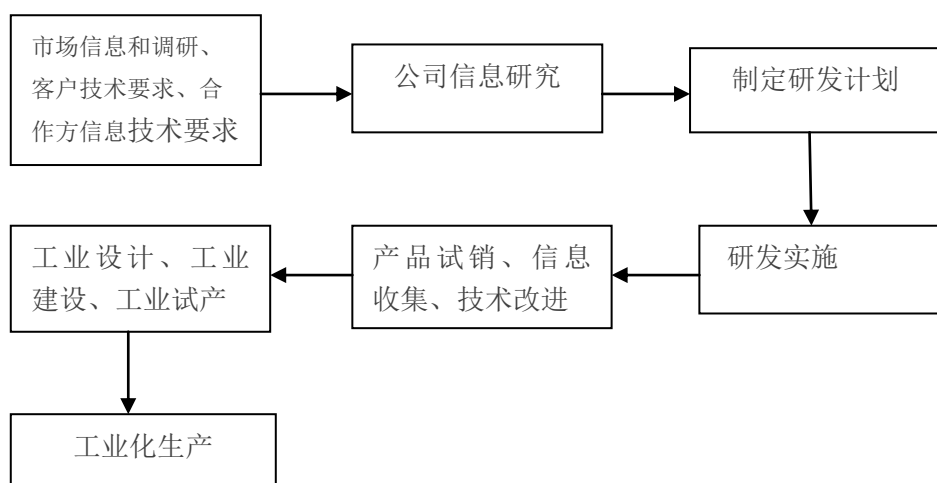 市场信息和调研、
客户技术要求、合
作方信息技术要求
公司信息研究
制定研发计划
研发实施
产品试销、信息
收集、技术改进
工业设计、工业
建设、工业试产
工业化生产